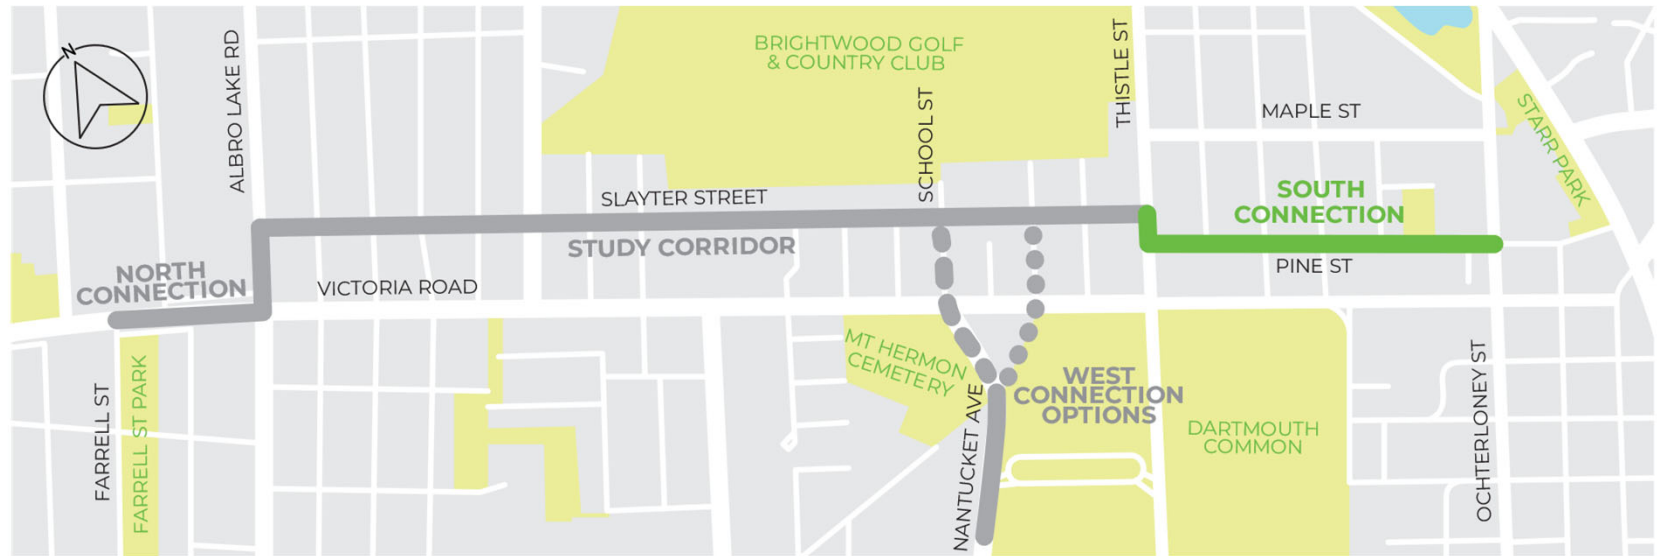 N
ALBRO LAKE RD
BRIGHTWOOD GOLF
& COUNTRY CLUB
SCHOOL ST
THISTLE ST
MAPLE ST
STARR PARK
SLAYTER STREET
SOUTH
CONNECTION
STUDY CORRIDOR
NORTH
CONNECTION
VICTORIA ROAD
PINE ST
MT HERMON
CEMETERY
WEST
CONNECTION
OPTIONS
FARRELL ST
FARRELL ST PARK
NANTUCKET AVE
DARTMOUTH
COMMON
OCHTERLONEY ST